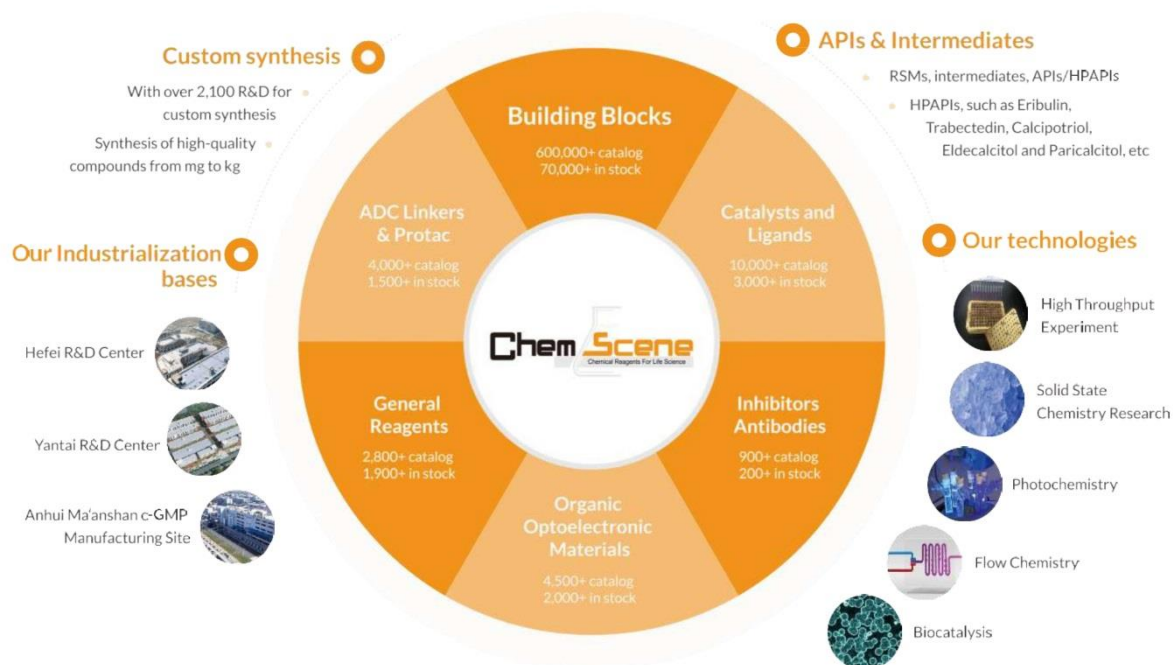 Custom synthesis
With over 2,100 R&D for
custom synthesis
Synthesis of high-quality
compounds from mg to kg
Our Industrialization
bases
Hefei R&D Center
Yantai R&D Center
Anhui Ma'anshan c-GMP
Manufacturing Site
Building Blocks
600,000+ catalog
70,000+ in stock
ADC Linkers
& Protac
4,000+ catalog
1,500+ in stock
Catalysts and
Ligands
10,000+ catalog
3,000+ in stock
Chem Scene
Chemical Reagents For Life Science
General
Reagents
2,800+ catalog
1,900+ in stock
Inhibitors
Antibodies
900+ catalog
200+ in stock
Organic
Optoelectronic
Materials
4,500+ catalog
2,000+ in stock
APIs & Intermediates
RSMs, intermediates, APIs/HPAPIs
HPAPIs, such as Eribulin,
Trabectedin, Calcipotriol,
Eldecalcitol and Paricalcitol, etc
Our technologies
High Throughput
Experiment
Solid State
Chemistry Research
Photochemistry
Flow Chemistry
Biocatalysis